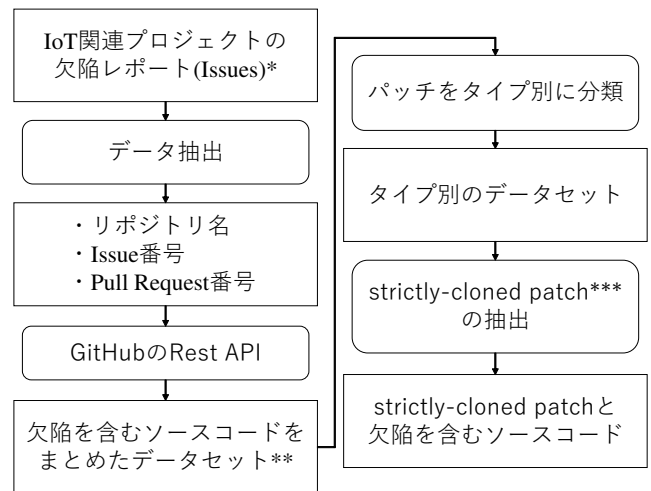 IoT関連プロジェクトの
欠陥レポート(Issues)*
データ抽出
・リポジトリ名
・Issue番号
・Pull Request番号
GitHubのRest API
欠陥を含むソースコードを
まとめたデータセット**
パッチをタイプ別に分類
タイプ別のデータセット
strictly-cloned patch***
の抽出
strictly-cloned patchと
欠陥を含むソースコード